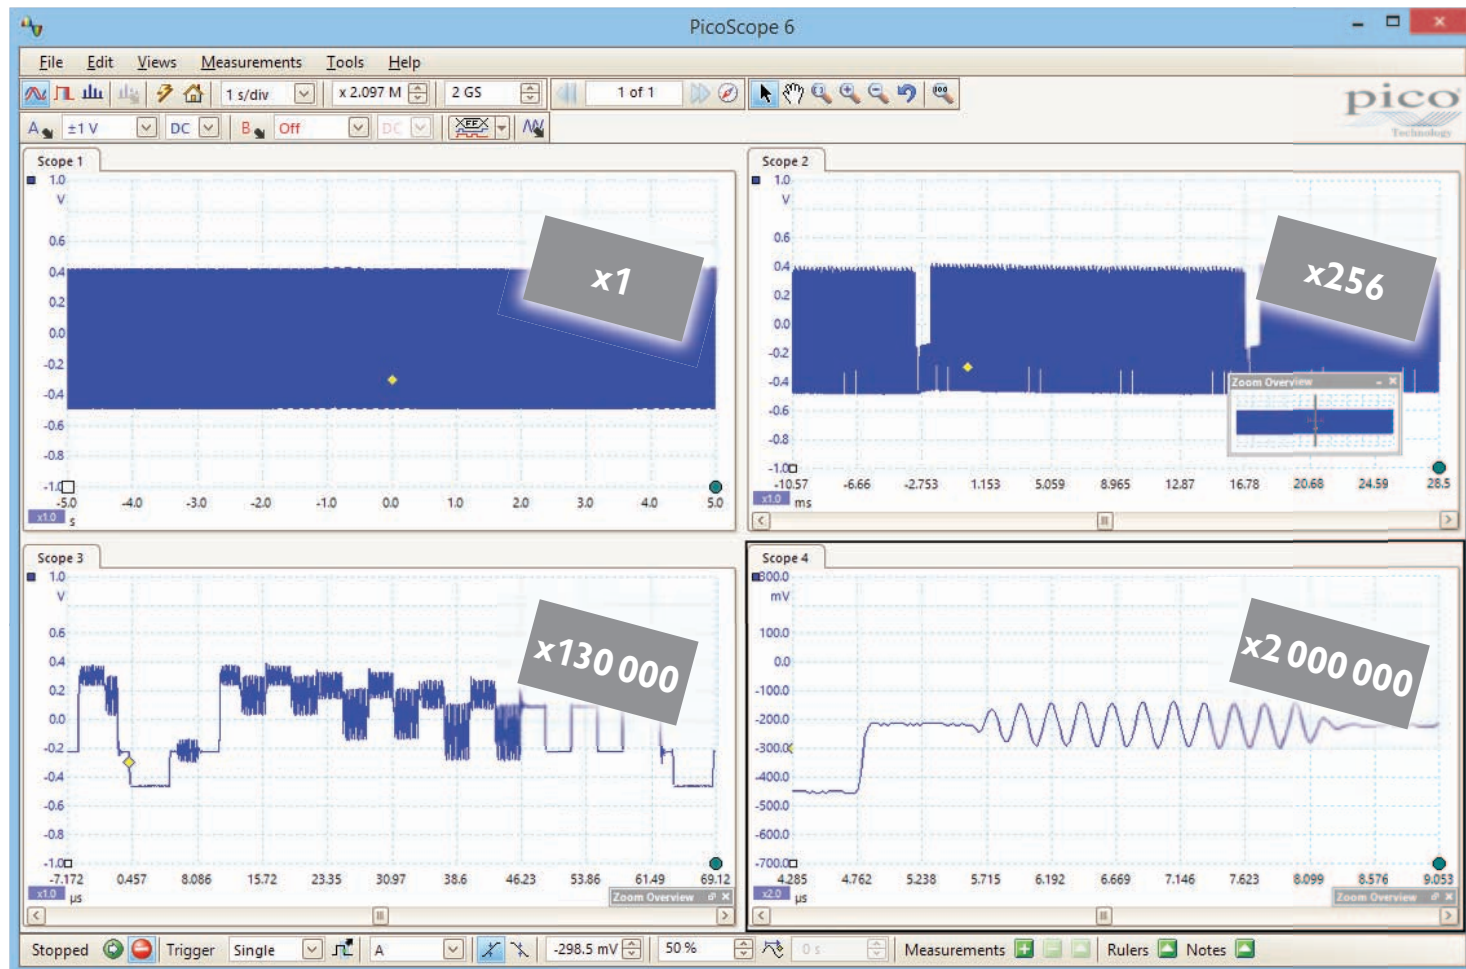 PicoScope 6
File Edit Views Measurements Tools Help
1 s/div x 2.097 M 2 GS 1 of 1
pico
Technology
A ±1 V DC B Off DC
Scope 1
1.0
V
0.6
0.4
0.2
0.0
-0.2
-0.4
-0.6
-0.8
-1.0
-5.0 -4.0 -3.0 -2.0 -1.0 0.0 1.0 2.0 3.0 4.0 5.0
x1.0 s
x1
Scope 2
1.0
V
0.6
0.4
0.2
0.0
-0.2
-0.4
-0.6
-0.8
-1.0
-10.57 -6.66 -2.753 1.153 5.059 8.965 12.87 16.78 20.68 24.59 28.5
x1.0 ms
x256
Zoom Overview
Scope 3
1.0
V
0.6
0.4
0.2
0.0
-0.2
-0.4
-0.6
-0.8
-1.0
-7.172 0.457 8.086 15.72 23.35 30.97 38.6 46.23 53.86 61.49 69.12
x1.0 µs
x130 000
Zoom Overview
Scope 4
300.0
mV
100.0
0.0
-100.0
-200.0
-300.0
-400.0
-500.0
-600.0
-700.0
4.285 4.762 5.238 5.715 6.192 6.669 7.146 7.623 8.099 8.576 9.053
x2.0 µs
x2 000 000
Zoom Overview
Stopped Trigger Single A -298.5 mV 50 % 0 s Measurements Rulers Notes